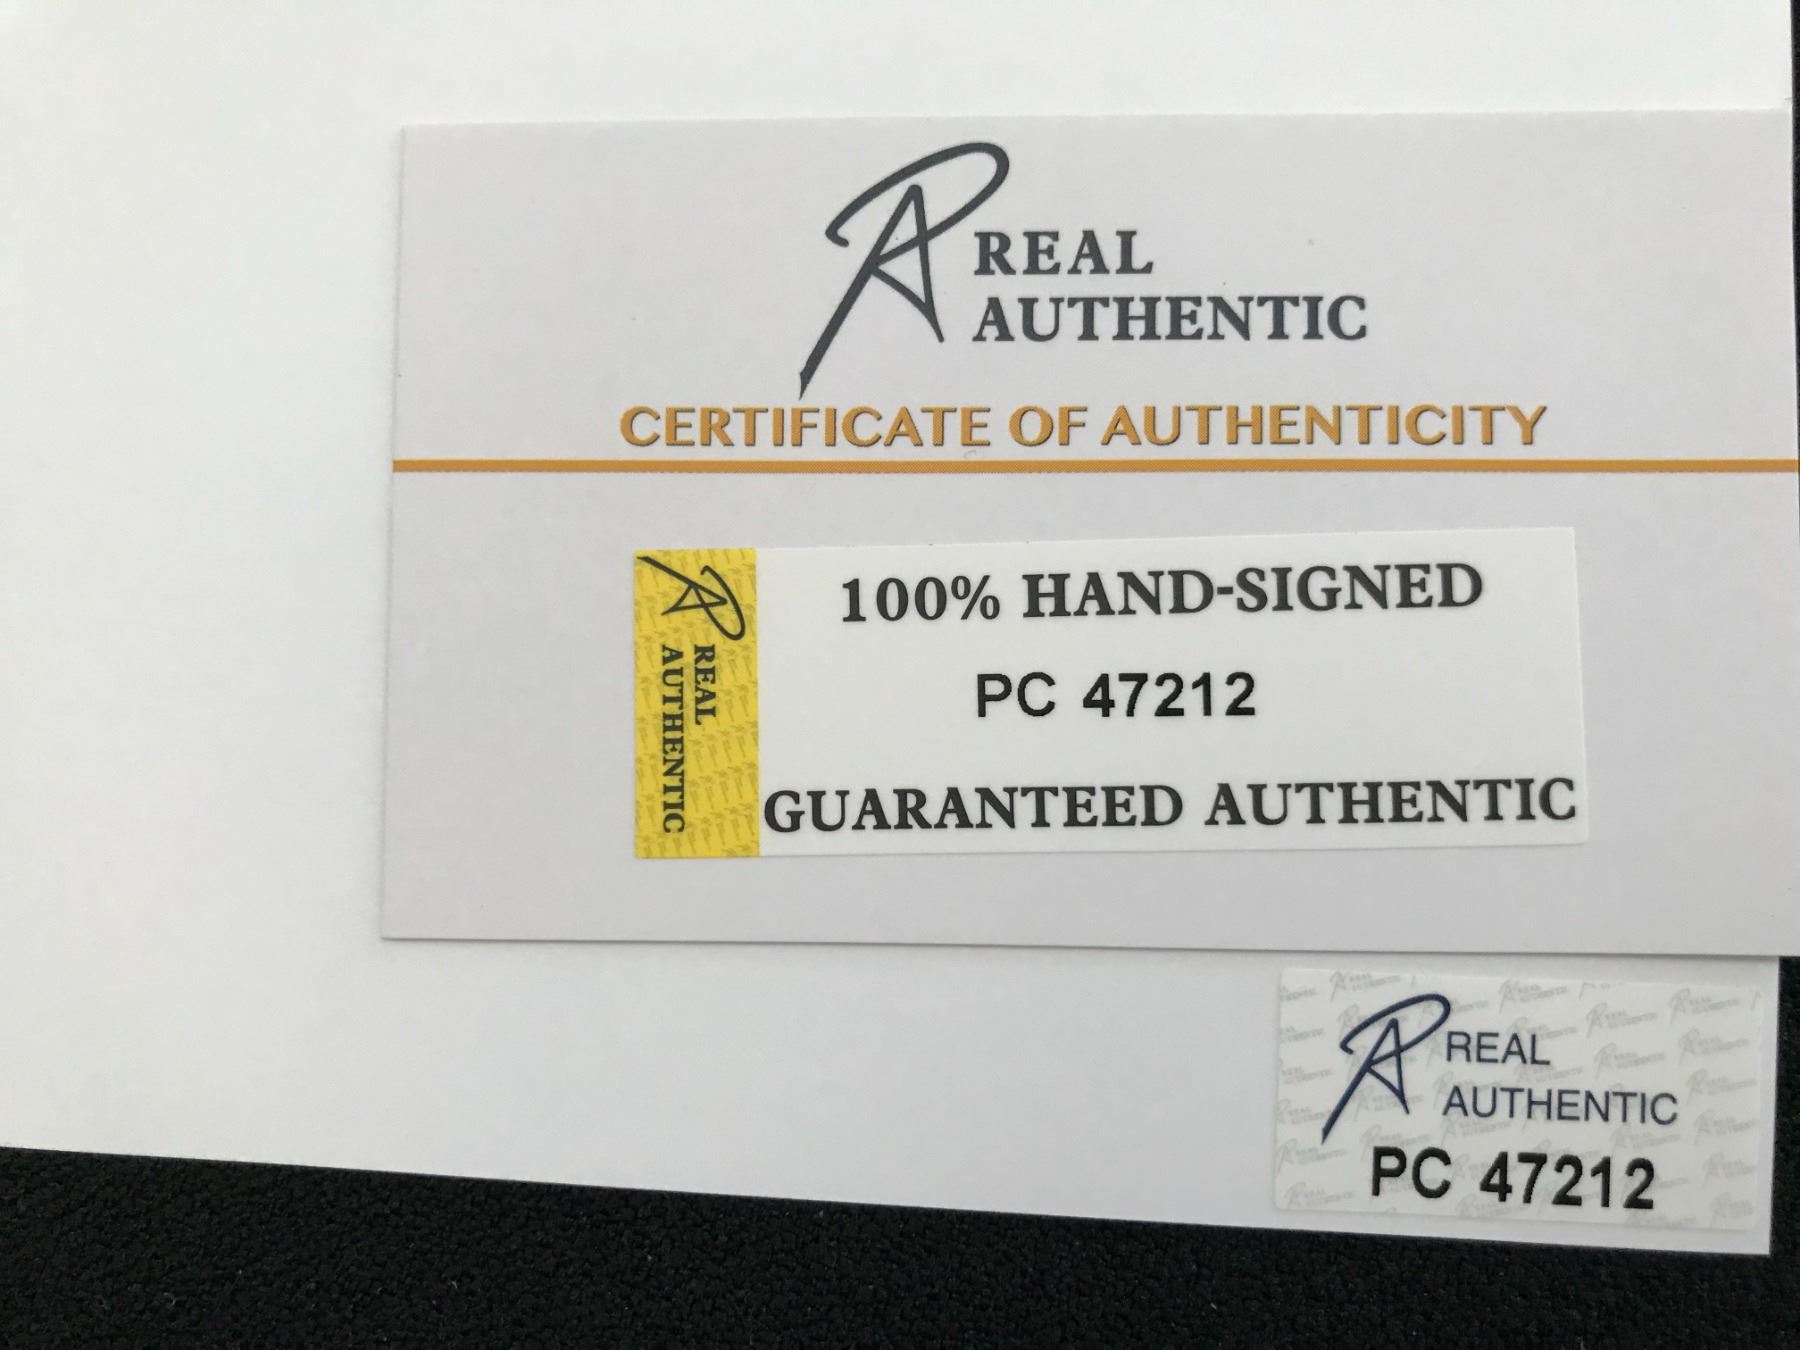 REAL
AUTHENTIC
CERTIFICATE OF AUTHENTICITY
REAL
AUTHENTIC
100% HAND-SIGNED
PC 47212
GUARANTEED AUTHENTIC
REAL
AUTHENTIC
PC 47212